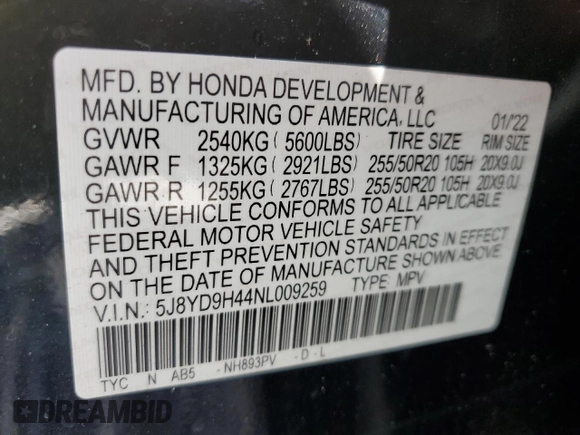 MFD. BY HONDA DEVELOPMENT &
MANUFACTURING OF AMERICA, LLC 01/'22
GVWR 2540KG ( 5600LBS) TIRE SIZE RIM SIZE
GAWR F 1325KG ( 2921LBS) 255/50R20 105H 20X9.0J
GAWR R 1255KG ( 2767LBS) 255/50R20 105H 20X9.0J
THIS VEHICLE CONFORMS TO ALL APPLICABLE
FEDERAL MOTOR VEHICLE SAFETY
AND THEFT PREVENTION STANDARDS IN EFFECT
ON THE DATE OF MANUFACTURE SHOWN ABOVE.
V.I.N.: 5J8YD9H44NL009259 TYPE: MPV
TYC N AB5 -NH893PV -D-L
DREAMBID